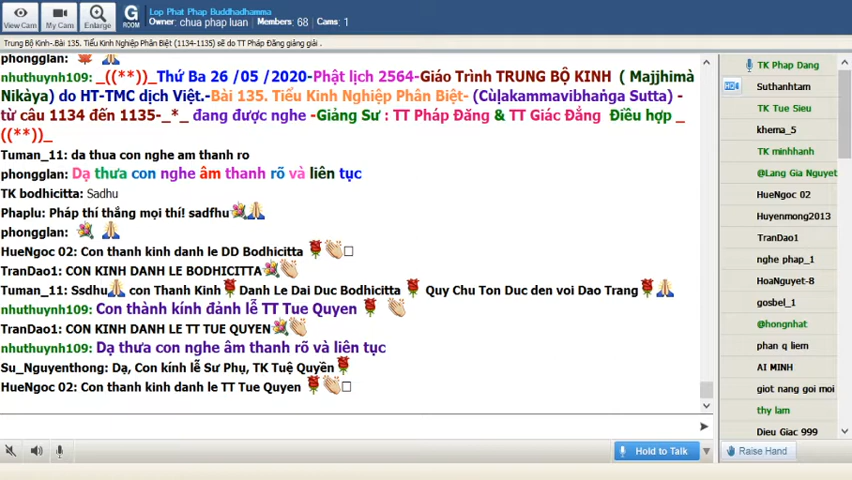 Lop Phat Phap Buddhadhamma
Owner: chua phap luan Members: 68 Cams: 1
View Cam
My Cam
Enlarge
G
ROOM
Trung Bộ Kinh-.Bài 135. Tiểu Kinh Nghiệp Phân Biệt (1134-1135) sẽ do TT Pháp Đăng giảng giải .
phongglan:
nhuthuynh109: _((**))_Thứ Ba 26 /05 /2020-Phật lịch 2564-Giáo Trình TRUNG BỘ KINH ( Majjhimà
Nikàya) do HT-TMC dịch Việt.-Bài 135. Tiểu Kinh Nghiệp Phân Biệt- (Cùḷakammavibhaṅga Sutta) -
từ câu 1134 đến 1135-_*_ đang được nghe -Giảng Sư : TT Pháp Đăng & TT Giác Đẳng Điều hợp _
((**))_
Tuman_11: da thua con nghe am thanh ro
phongglan: Dạ thưa con nghe âm thanh rõ và liên tục
TK bodhicitta: Sadhu
Phaplu: Pháp thí thắng mọi thí! sadfhu
phongglan:
HueNgoc 02: Con thanh kinh danh le DD Bodhicitta
TranDao1: CON KINH DANH LE BODHICITTA
Tuman_11: Ssdhu con Thanh Kinh Danh Le Dai Duc Bodhicitta Quy Chu Ton Duc den voi Dao Trang
nhuthuynh109: Con thành kính đảnh lễ TT Tue Quyen
TranDao1: CON KINH DANH LE TT TUE QUYEN
nhuthuynh109: Dạ thưa con nghe âm thanh rõ và liên tục
Su_Nguyenthong: Dạ, Con kính lễ Sư Phụ, TK Tuệ Quyền
HueNgoc 02: Con thanh kinh danh le TT Tue Quyen
Hold to Talk
TK Phap Dang
Suthanhtam
TK Tue Sieu
khema_5
TK minhhanh
@Lang Gia Nguyet
HueNgoc 02
Huyenmong2013
TranDao1
nghe phap_1
HoaNguyet-8
gosbel_1
@hongnhat
phan q liem
AI MINH
giot nang goi moi
thy lam
Dieu Giac 999
Raise Hand